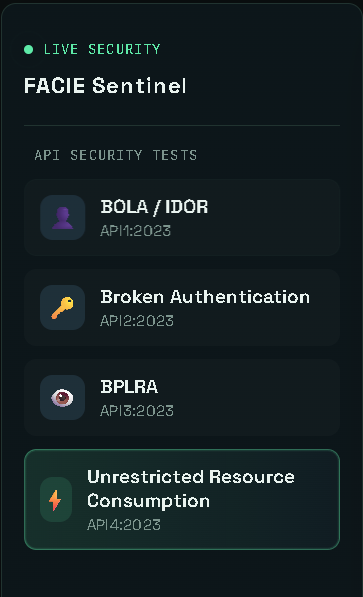 LIVE SECURITY
FACIE Sentinel
API SECURITY TESTS
BOLA / IDOR
API1:2023
Broken Authentication
API2:2023
BPLRA
API3:2023
Unrestricted Resource
Consumption
API4:2023